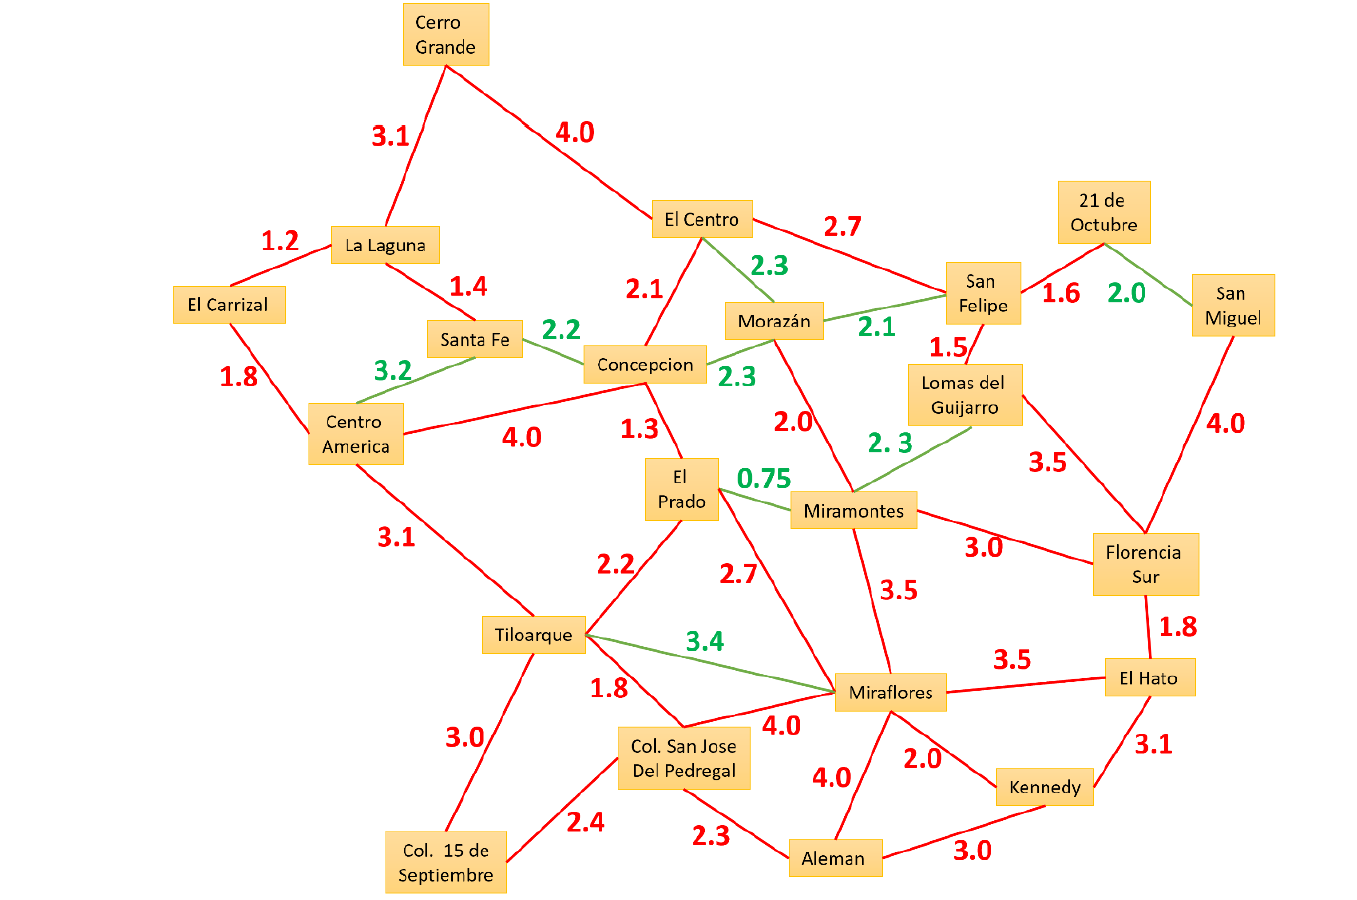 Cerro
Grande
3.1
4.0
El Centro
2.7
21 de
Octubre
La Laguna
1.2
2.3
San
Felipe
1.6
2.0
San
Miguel
El Carrizal
1.4
2.1
Morazán
2.1
Santa Fe
2.2
Concepcion
2.3
1.5
1.8
3.2
Lomas del
Guijarro
Centro
America
4.0
1.3
2.0
2. 3
3.5
4.0
El
Prado
0.75
Miramontes
3.1
2.2
2.7
3.5
3.0
Florencia
Sur
Tiloarque
3.4
1.8
3.5
El Hato
1.8
Miraflores
3.0
Col. San Jose
Del Pedregal
4.0
4.0
2.0
3.1
Kennedy
2.4
2.3
Aleman
3.0
Col.  15 de
Septiembre